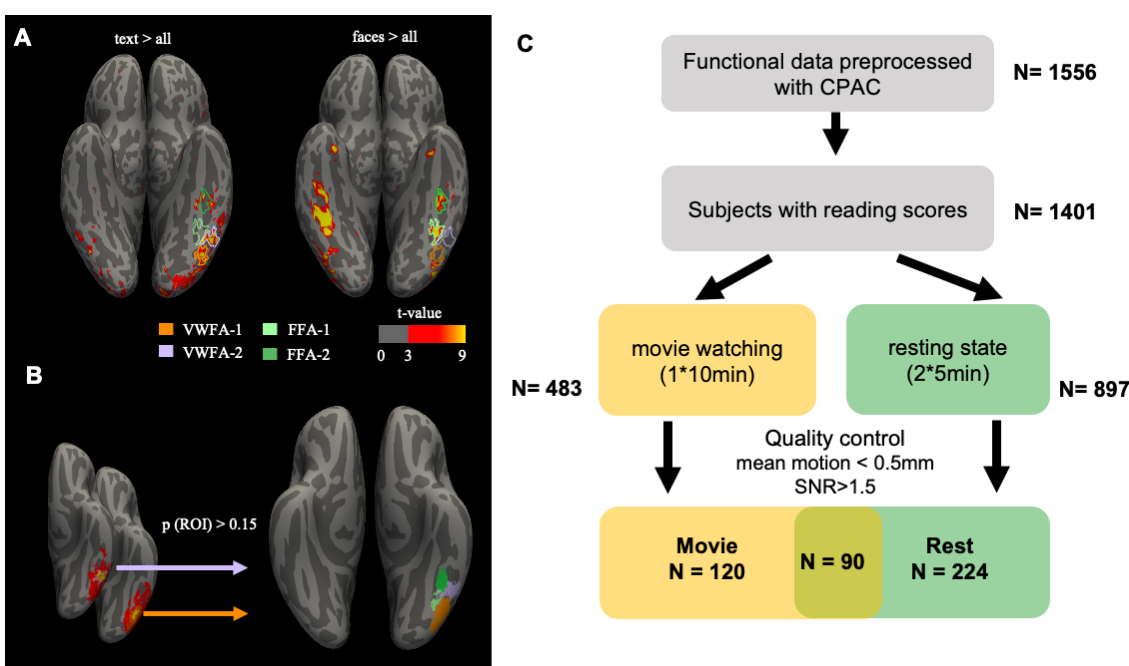 A
text > all
faces > all
VWFA-1
FFA-1
VWFA-2
FFA-2
t-value
0 3 9
B
p (ROI) > 0.15
C
Functional data preprocessed
with CPAC
N= 1556
Subjects with reading scores
N= 1401
movie watching
(1*10min)
N= 483
resting state
(2*5min)
N= 897
Quality control
mean motion < 0.5mm
SNR>1.5
Movie
N = 120
N = 90
Rest
N = 224